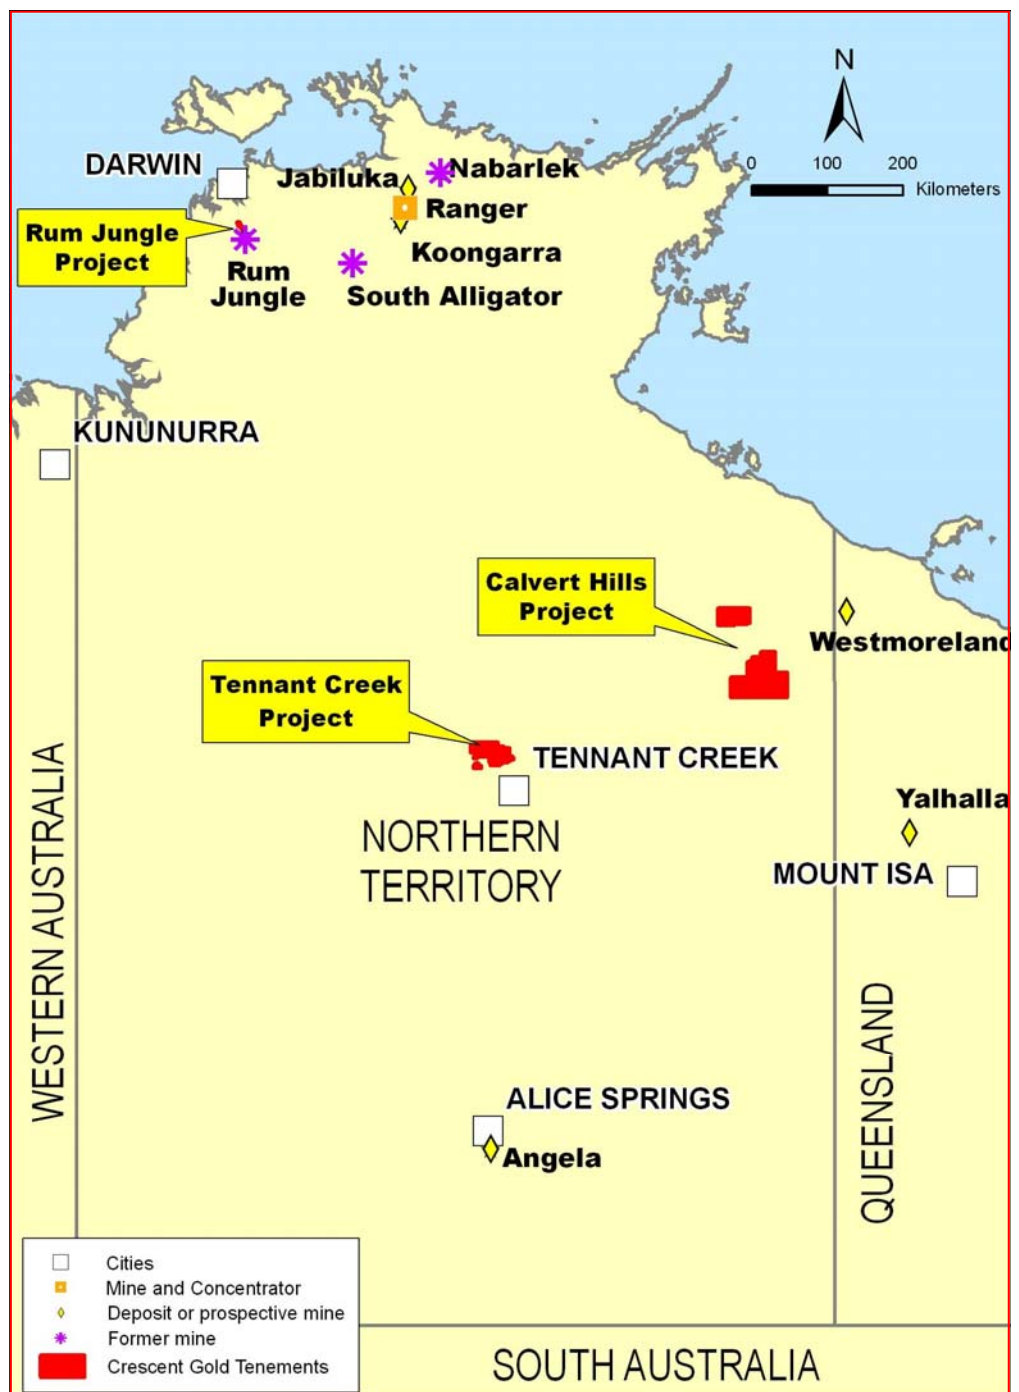 N
0 100 200
Kilometers
DARWIN
Nabarlek
Jabiluka
Ranger
Rum Jungle
Project
Koongarra
Rum
Jungle
South Alligator
KUNUNURRA
Calvert Hills
Project
Westmoreland
Tennant Creek
Project
TENNANT CREEK
Yalhalla
NORTHERN
TERRITORY
MOUNT ISA
WESTERN AUSTRALIA
QUEENSLAND
ALICE SPRINGS
Angela
Cities
Mine and Concentrator
Deposit or prospective mine
Former mine
Crescent Gold Tenements
SOUTH AUSTRALIA